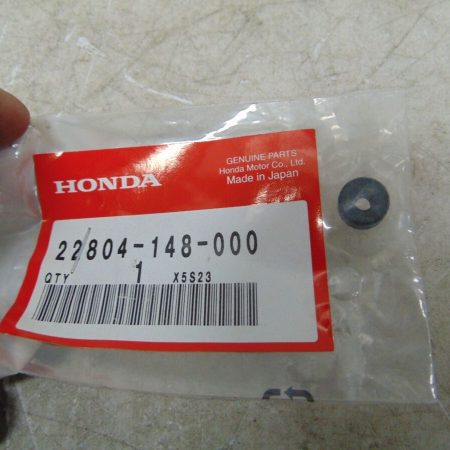 GENUINE PARTS
Honda Motor Co., Ltd.
Made in Japan
HONDA
22804-148-000
QTY 1 X5S23